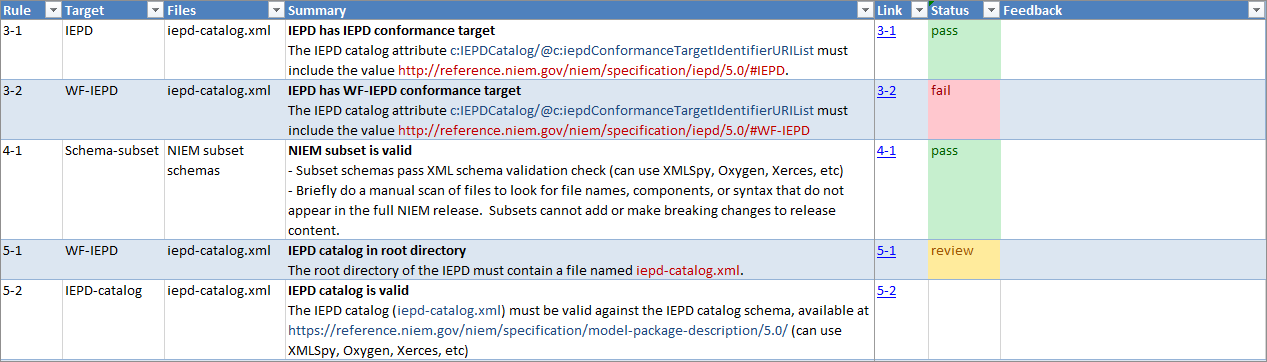 Rule Target Files Summary Link Status Feedback
3-1 IEPD iepd-catalog.xml IEPD has IEPD conformance target 3-1 pass
The IEPD catalog attribute c:IEPDCatalog/@c:iepdConformanceTargetIdentifierURIList must
include the value http://reference.niem.gov/niem/specification/iepd/5.0/#IEPD.
3-2 WF-IEPD iepd-catalog.xml IEPD has WF-IEPD conformance target 3-2 fail
The IEPD catalog attribute c:IEPDCatalog/@c:iepdConformanceTargetIdentifierURIList must
include the value http://reference.niem.gov/niem/specification/iepd/5.0/#WF-IEPD
4-1 Schema-subset NIEM subset NIEM subset is valid 4-1 pass
schemas - Subset schemas pass XML schema validation check (can use XMLSpy, Oxygen, Xerces, etc)
- Briefly do a manual scan of files to look for file names, components, or syntax that do not
appear in the full NIEM release. Subsets cannot add or make breaking changes to release
content.
5-1 WF-IEPD iepd-catalog.xml IEPD catalog in root directory 5-1 review
The root directory of the IEPD must contain a file named iepd-catalog.xml.
5-2 IEPD-catalog iepd-catalog.xml IEPD catalog is valid 5-2
The IEPD catalog (iepd-catalog.xml) must be valid against the IEPD catalog schema, available at
https://reference.niem.gov/niem/specification/model-package-description/5.0/ (can use
XMLSpy, Oxygen, Xerces, etc)